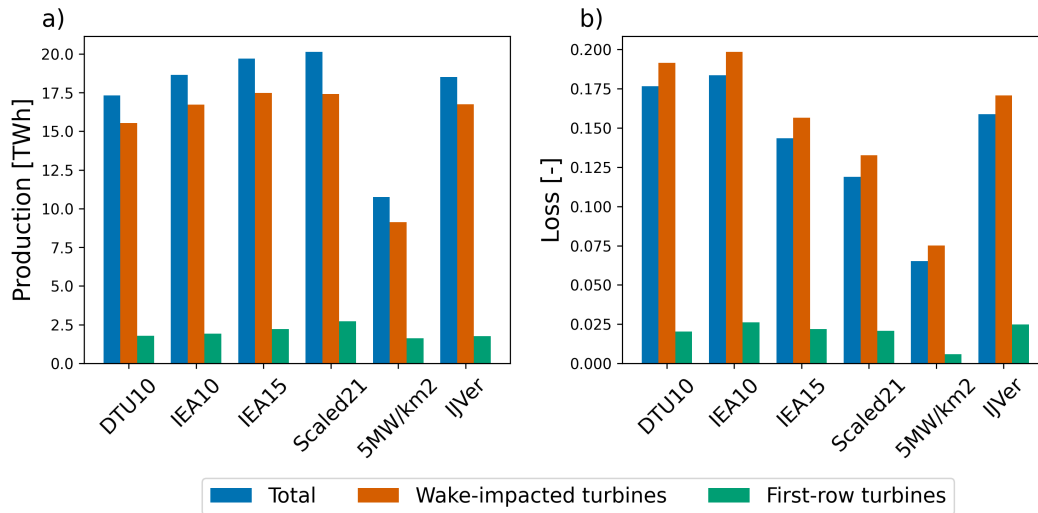 a)
Production [TWh]
20.0
17.5
15.0
12.5
10.0
7.5
5.0
2.5
0.0
DTU10
IEA10
IEA15
Scaled21
5MW/km2
IJVer
b)
Loss [-]
0.200
0.175
0.150
0.125
0.100
0.075
0.050
0.025
0.000
DTU10
IEA10
IEA15
Scaled21
5MW/km2
IJVer
Total
Wake-impacted turbines
First-row turbines